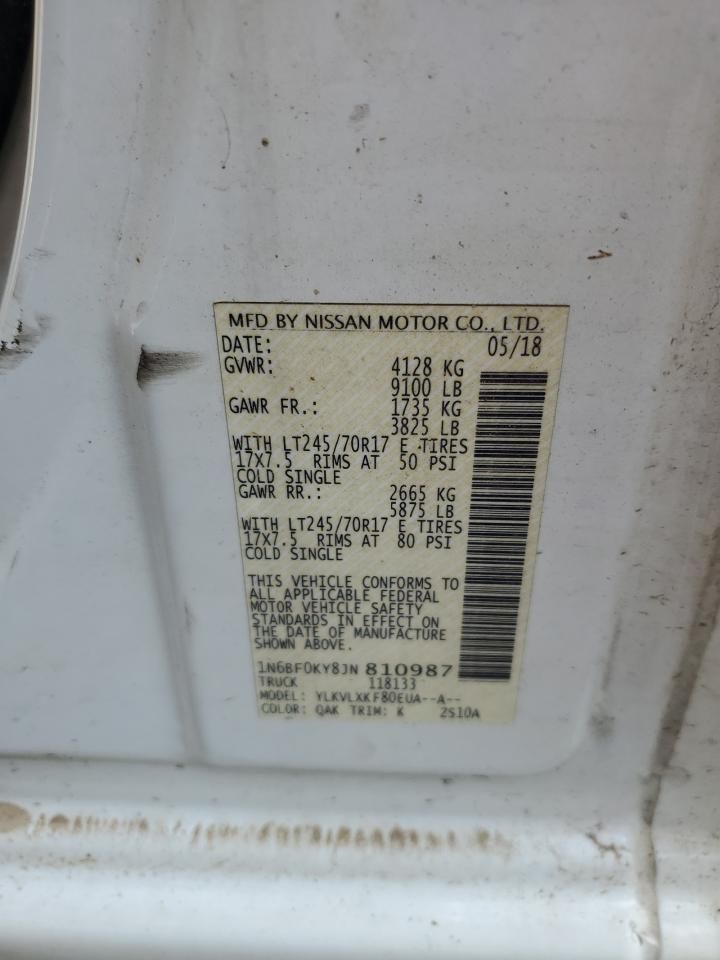 MFD BY NISSAN MOTOR CO., LTD.
DATE: 05/18
GVWR: 4128 KG
9100 LB
GAWR FR.: 1735 KG
3825 LB
WITH LT245/70R17 E TIRES
17X7.5 RIMS AT 50 PSI
COLD SINGLE
GAWR RR.: 2665 KG
5875 LB
WITH LT245/70R17 E TIRES
17X7.5 RIMS AT 80 PSI
COLD SINGLE
THIS VEHICLE CONFORMS TO
ALL APPLICABLE FEDERAL
MOTOR VEHICLE SAFETY
STANDARDS IN EFFECT ON
THE DATE OF MANUFACTURE
SHOWN ABOVE.
1N6BF0KY8JN 810987
TRUCK 118133
MODEL: YLKVLXKF80EUA--A--
COLOR: QAK TRIM: K 2S10A